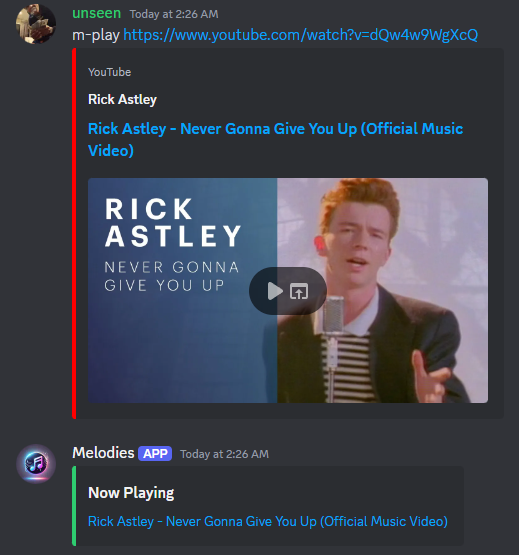 unseen Today at 2:26 AM
m-play https://www.youtube.com/watch?v=dQw4w9WgXcQ
YouTube
Rick Astley
Rick Astley - Never Gonna Give You Up (Official Music
Video)
RICK
ASTLEY
NEVER GONNA
GIVE YOU UP
Melodies APP Today at 2:26 AM
Now Playing
Rick Astley - Never Gonna Give You Up (Official Music Video)